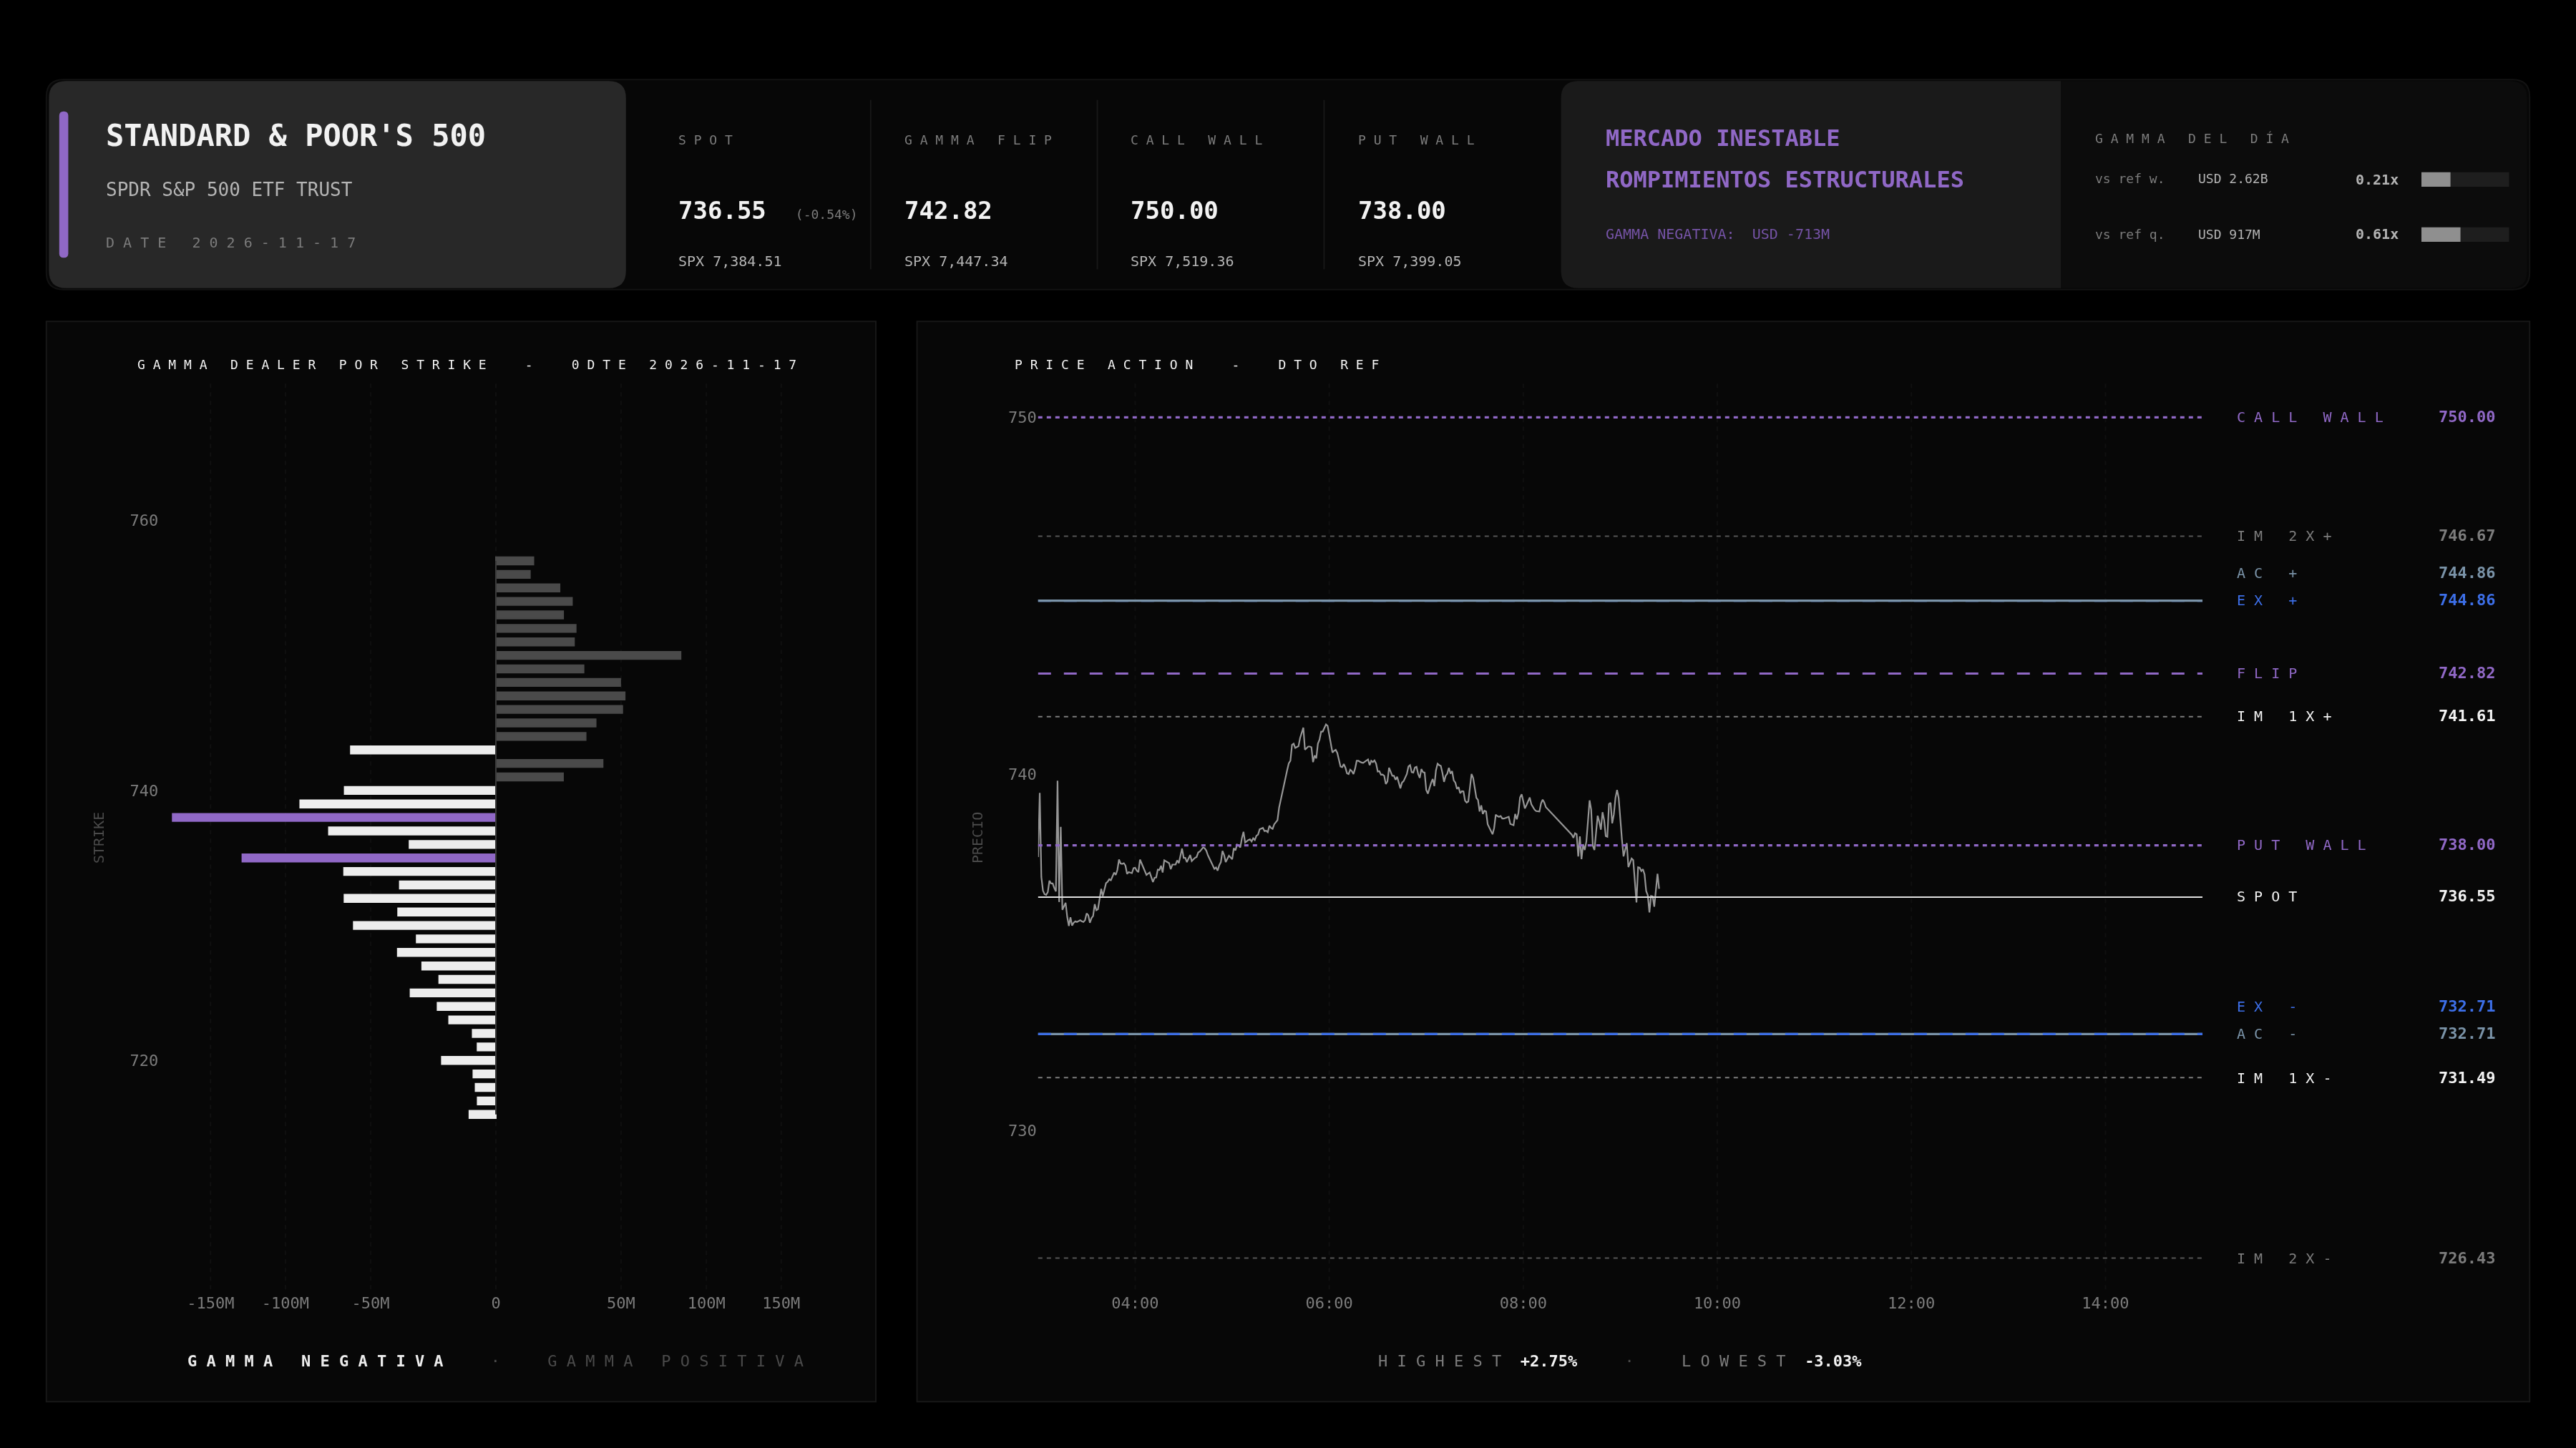 STANDARD & POOR'S 500
SPDR S&P 500 ETF TRUST
DATE 2026-11-17
SPOT
736.55 (-0.54%)
SPX 7,384.51
GAMMA FLIP
742.82
SPX 7,447.34
CALL WALL
750.00
SPX 7,519.36
PUT WALL
738.00
SPX 7,399.05
MERCADO INESTABLE
ROMPIMIENTOS ESTRUCTURALES
GAMMA NEGATIVA: USD -713M
GAMMA DEL DÍA
vs ref w. USD 2.62B 0.21x
vs ref q. USD 917M 0.61x
GAMMA DEALER POR STRIKE - 0DTE 2026-11-17
760
740
720
STRIKE
-150M -100M -50M 0 50M 100M 150M
GAMMA NEGATIVA · GAMMA POSITIVA
PRICE ACTION - DTO REF
750
740
730
PRECIO
CALL WALL 750.00
IM 2X+ 746.67
AC + 744.86
EX + 744.86
FLIP 742.82
IM 1X+ 741.61
PUT WALL 738.00
SPOT 736.55
EX - 732.71
AC - 732.71
IM 1X- 731.49
IM 2X- 726.43
04:00 06:00 08:00 10:00 12:00 14:00
HIGHEST +2.75% · LOWEST -3.03%